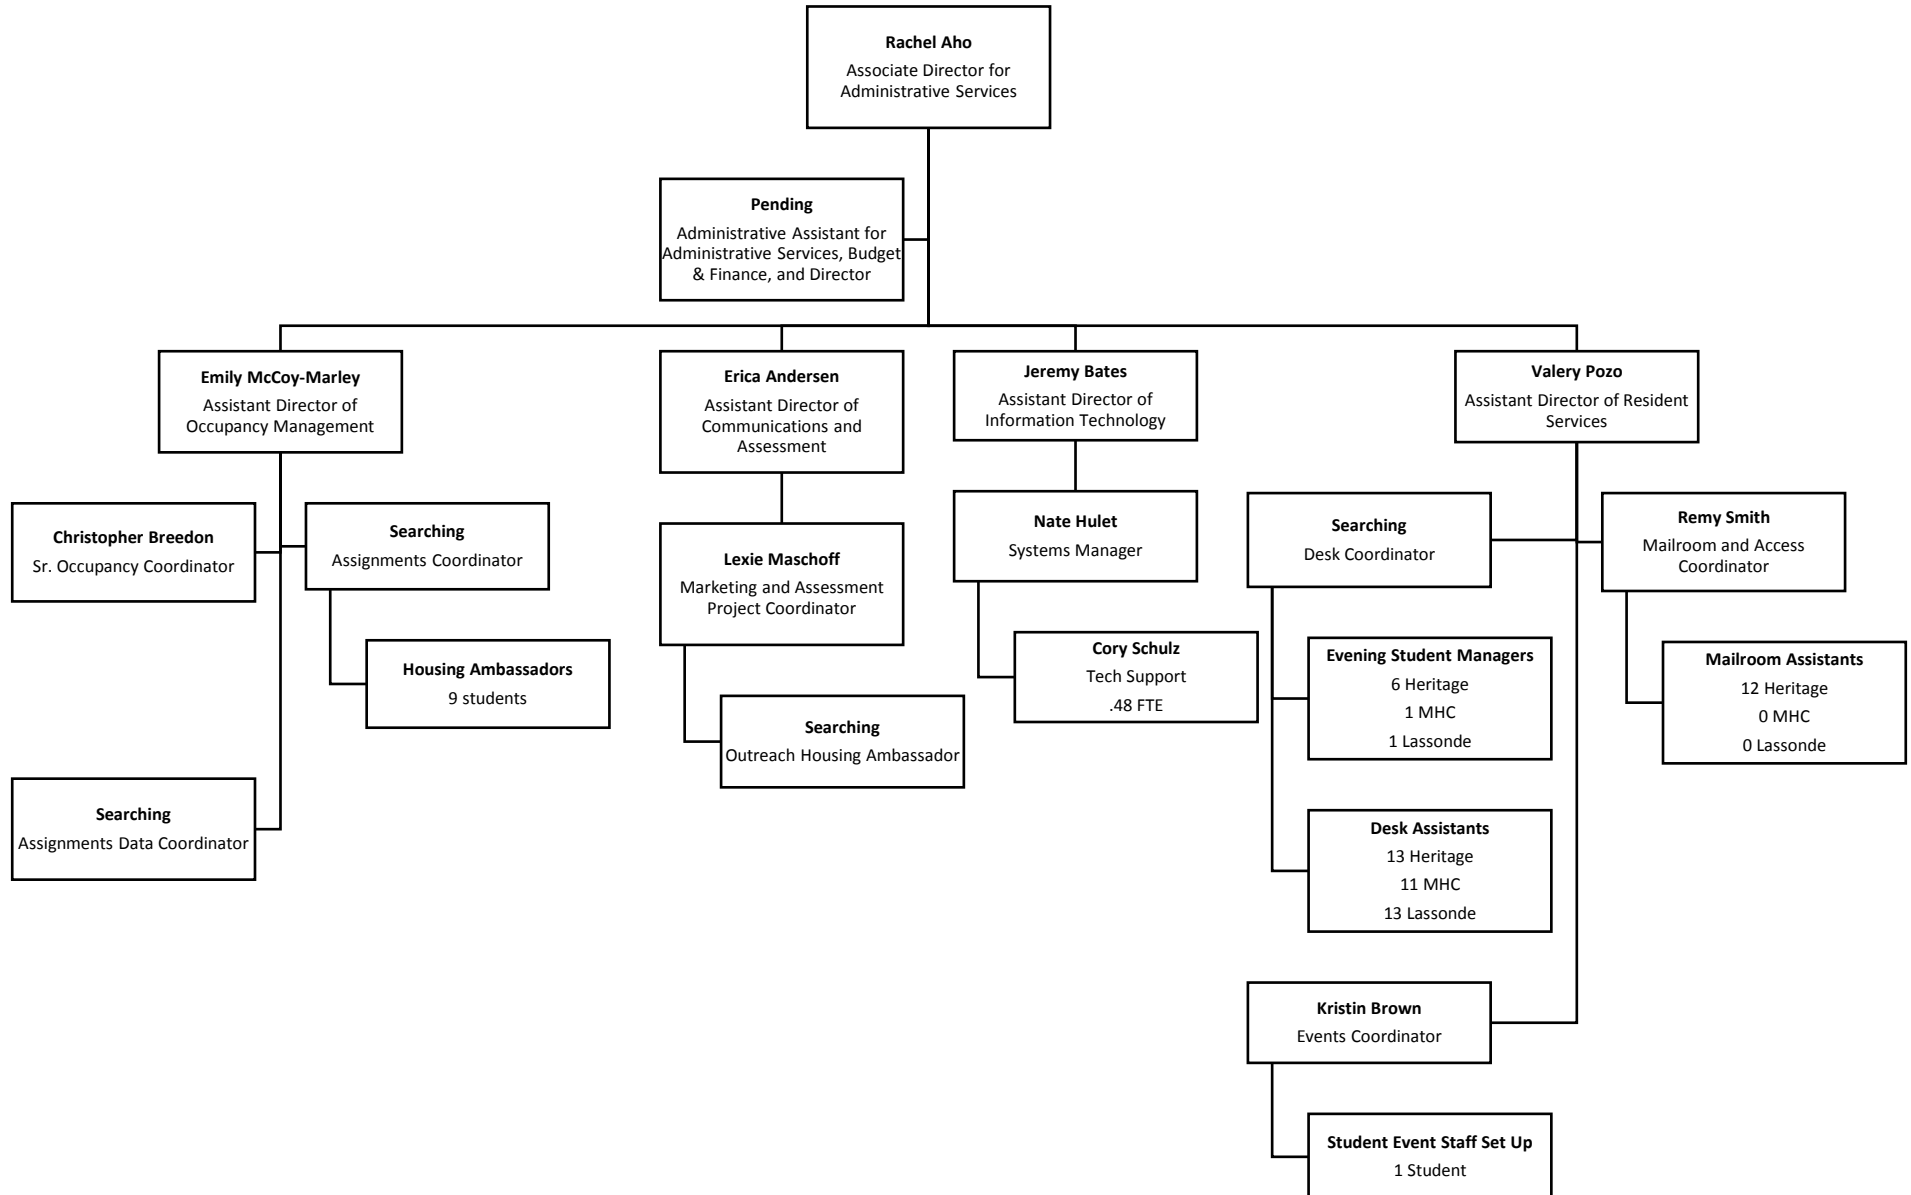 Rachel Aho
Associate Director for
Administrative Services
Pending
Administrative Assistant for
Administrative Services, Budget
& Finance, and Director
Emily McCoy-Marley
Assistant Director of
Occupancy Management
Erica Andersen
Assistant Director of
Communications and
Assessment
Jeremy Bates
Assistant Director of
Information Technology
Valery Pozo
Assistant Director of Resident
Services
Christopher Breedon
Sr. Occupancy Coordinator
Searching
Assignments Coordinator
Housing Ambassadors
9 students
Searching
Assignments Data Coordinator
Lexie Maschoff
Marketing and Assessment
Project Coordinator
Searching
Outreach Housing Ambassador
Nate Hulet
Systems Manager
Cory Schulz
Tech Support
.48 FTE
Searching
Desk Coordinator
Evening Student Managers
6 Heritage
1 MHC
1 Lassonde
Desk Assistants
13 Heritage
11 MHC
13 Lassonde
Remy Smith
Mailroom and Access
Coordinator
Mailroom Assistants
12 Heritage
0 MHC
0 Lassonde
Kristin Brown
Events Coordinator
Student Event Staff Set Up
1 Student